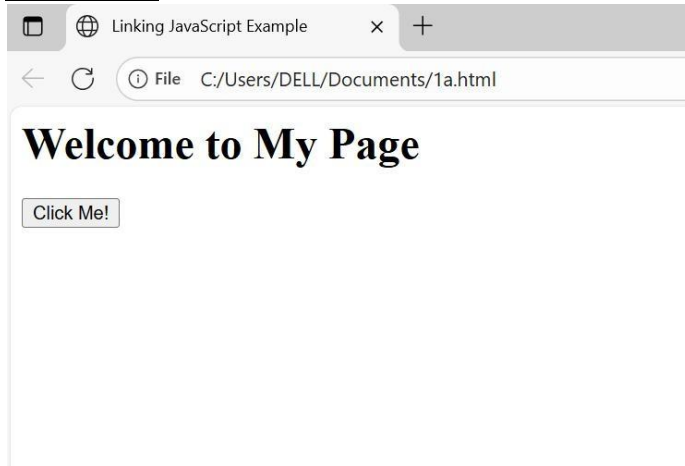 Linking JavaScript Example
File C:/Users/DELL/Documents/1a.html
Welcome to My Page
Click Me!